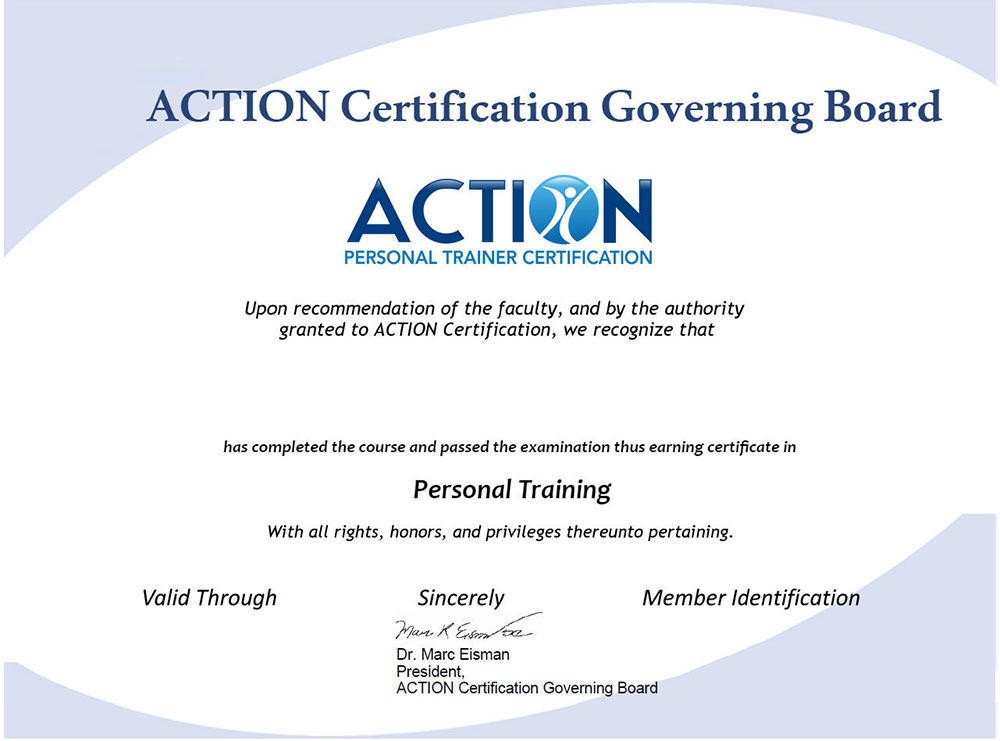 ACTION Certification Governing Board
ACTION
PERSONAL TRAINER CERTIFICATION
Upon recommendation of the faculty, and by the authority
granted to ACTION Certification, we recognize that
has completed the course and passed the examination thus earning certificate in
Personal Training
With all rights, honors, and privileges thereunto pertaining.
Valid Through
Sincerely
Member Identification
Marc R Eisman
Dr. Marc Eisman
President,
ACTION Certification Governing Board